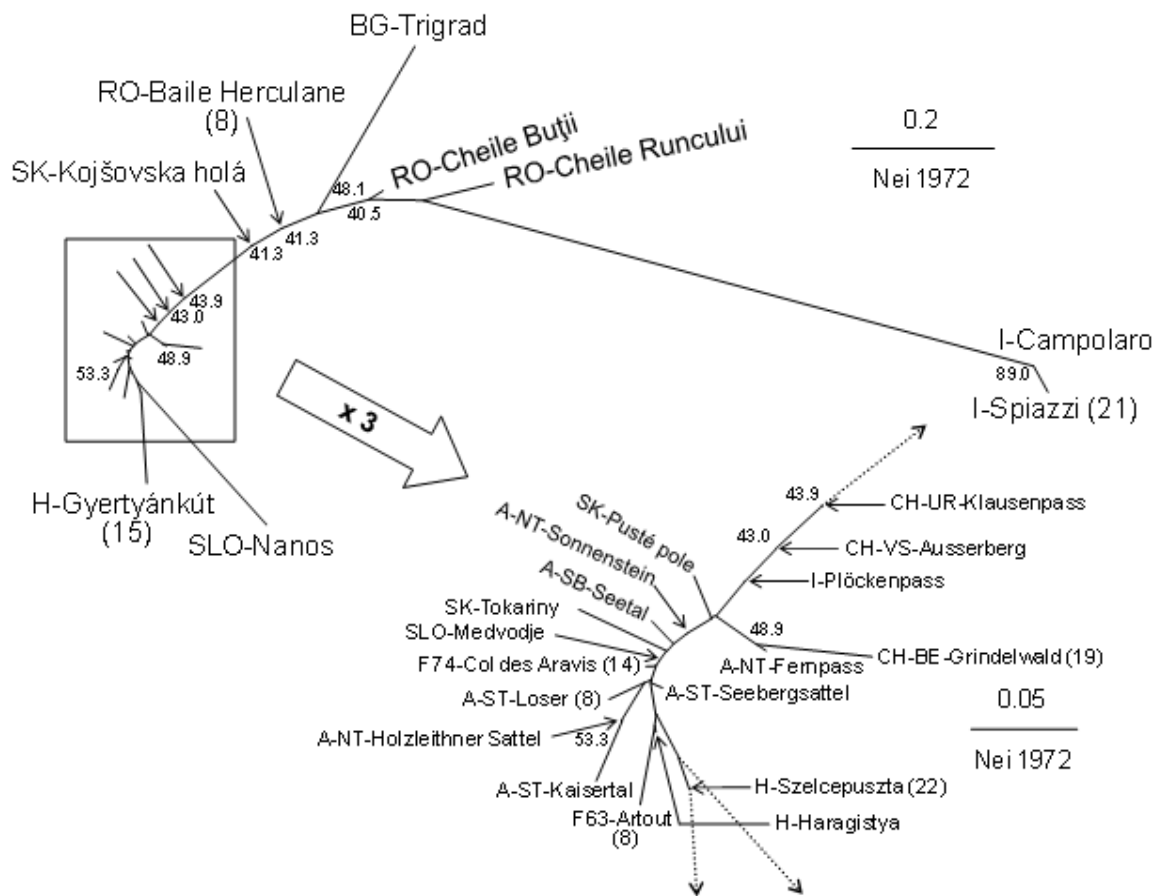 BG-Trigrad
RO-Baile Herculane
(8)
SK-Kojšovska holá
RO-Cheile Buţii
RO-Cheile Runcului
0.2
Nei 1972
48.1
40.5
41.3
41.3
43.9
43.0
48.9
53.3
I-Campolaro
89.0
I-Spiazzi (21)
x 3
H-Gyertyánkút
(15)
SLO-Nanos
43.9
CH-UR-Klausenpass
43.0
CH-VS-Ausserberg
I-Plöckenpass
SK-Pusté pole
A-NT-Sonnenstein
A-SB-Seetal
SK-Tokariny
SLO-Medvodje
F74-Col des Aravis (14)
A-ST-Loser (8)
A-ST-Seebergsattel
48.9
A-NT-Fernpass
CH-BE-Grindelwald (19)
0.05
Nei 1972
A-NT-Holzleithner Sattel
53.3
A-ST-Kaisertal
F63-Artout
(8)
H-Szelcepuszta (22)
H-Haragistya